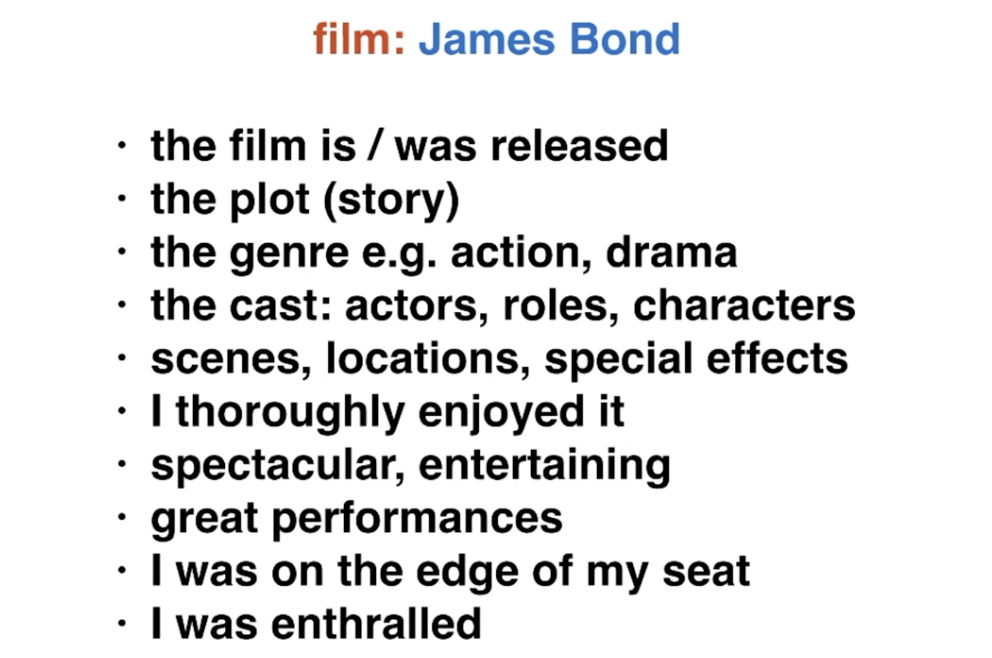 film: James Bond
· the film is / was released
· the plot (story)
· the genre e.g. action, drama
· the cast: actors, roles, characters
· scenes, locations, special effects
· I thoroughly enjoyed it
· spectacular, entertaining
· great performances
· I was on the edge of my seat
· I was enthralled